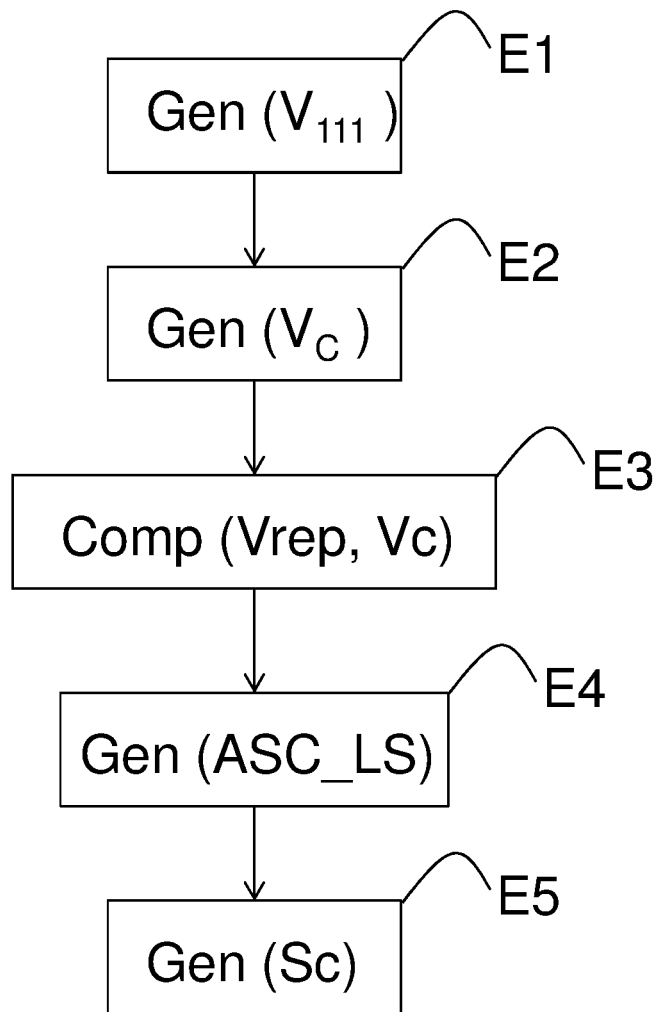 E1
Gen (V111 )
E2
Gen (VC )
E3
Comp (Vrep, Vc)
E4
Gen (ASC_LS)
E5
Gen (Sc)